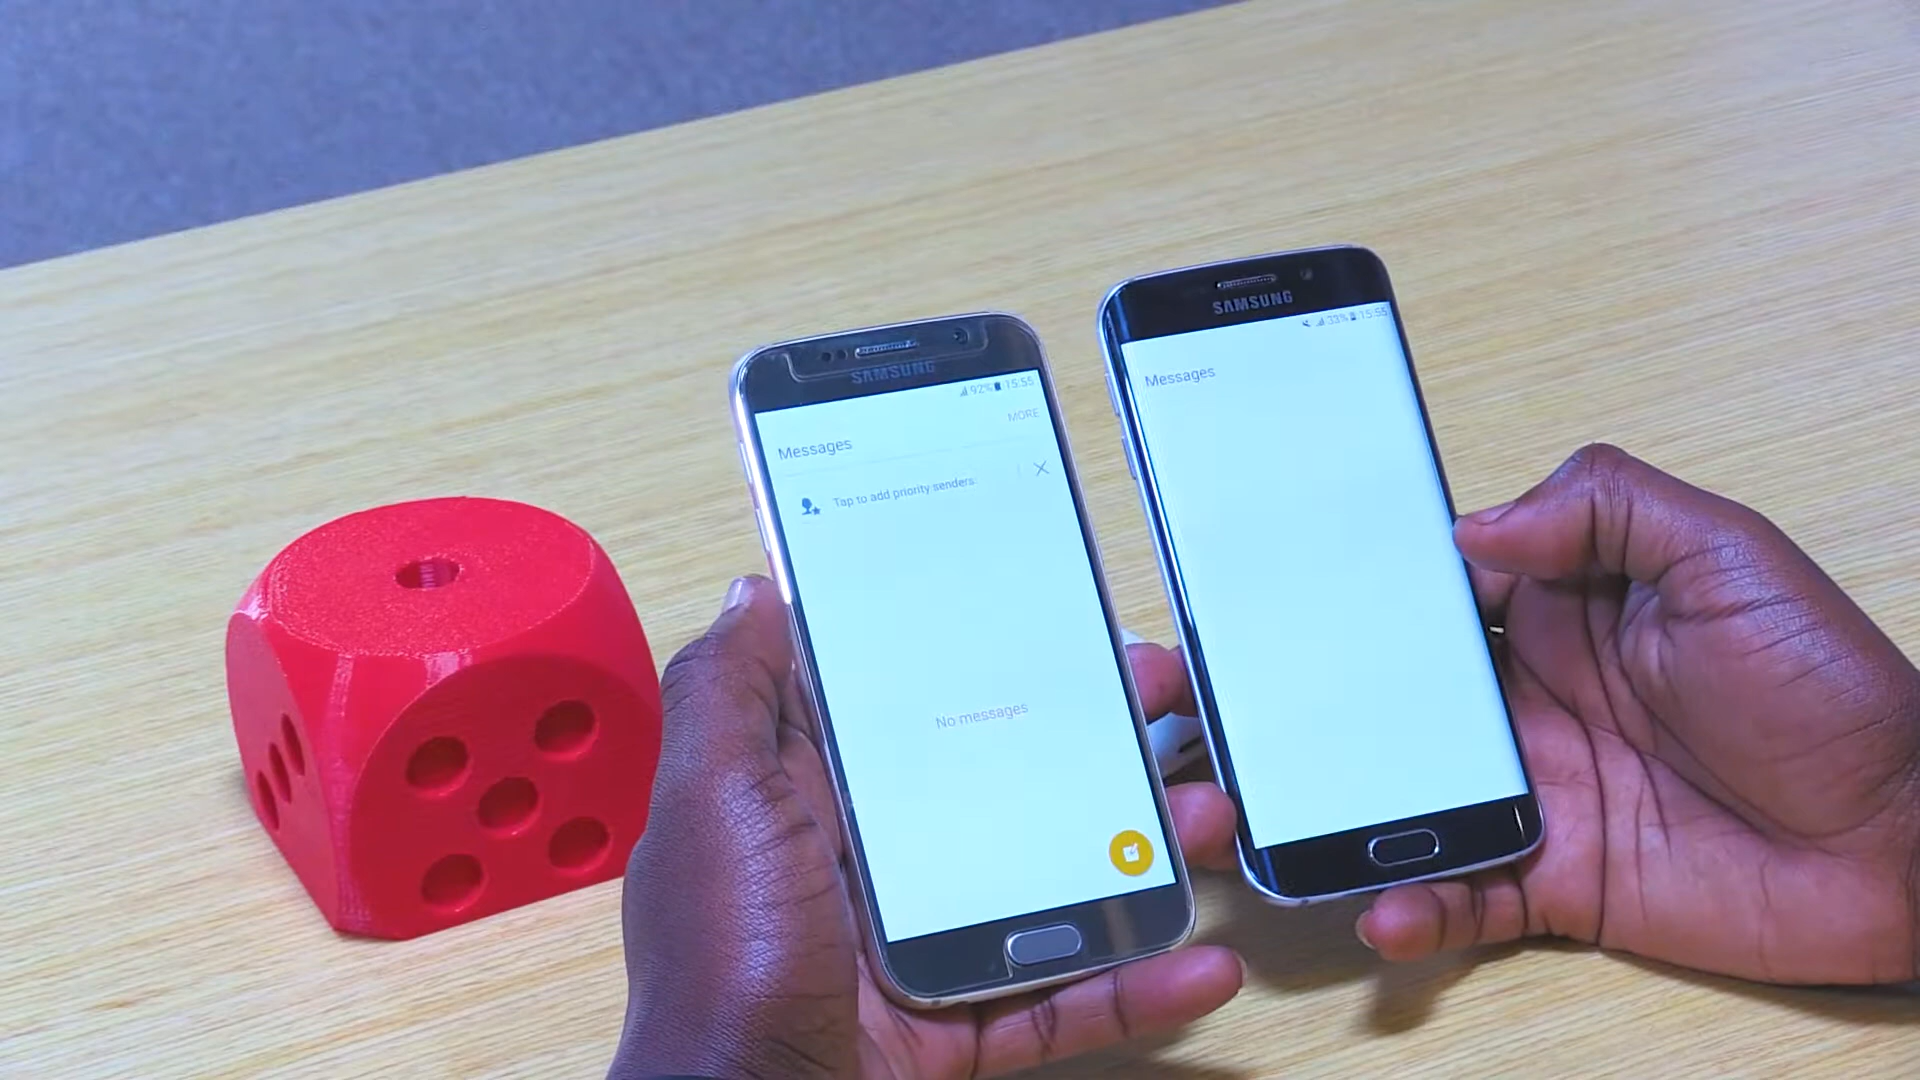 SAMSUNG
92% 15:55
MORE
Messages
Tap to add priority senders.
No messages
SAMSUNG
33% 15:55
Messages